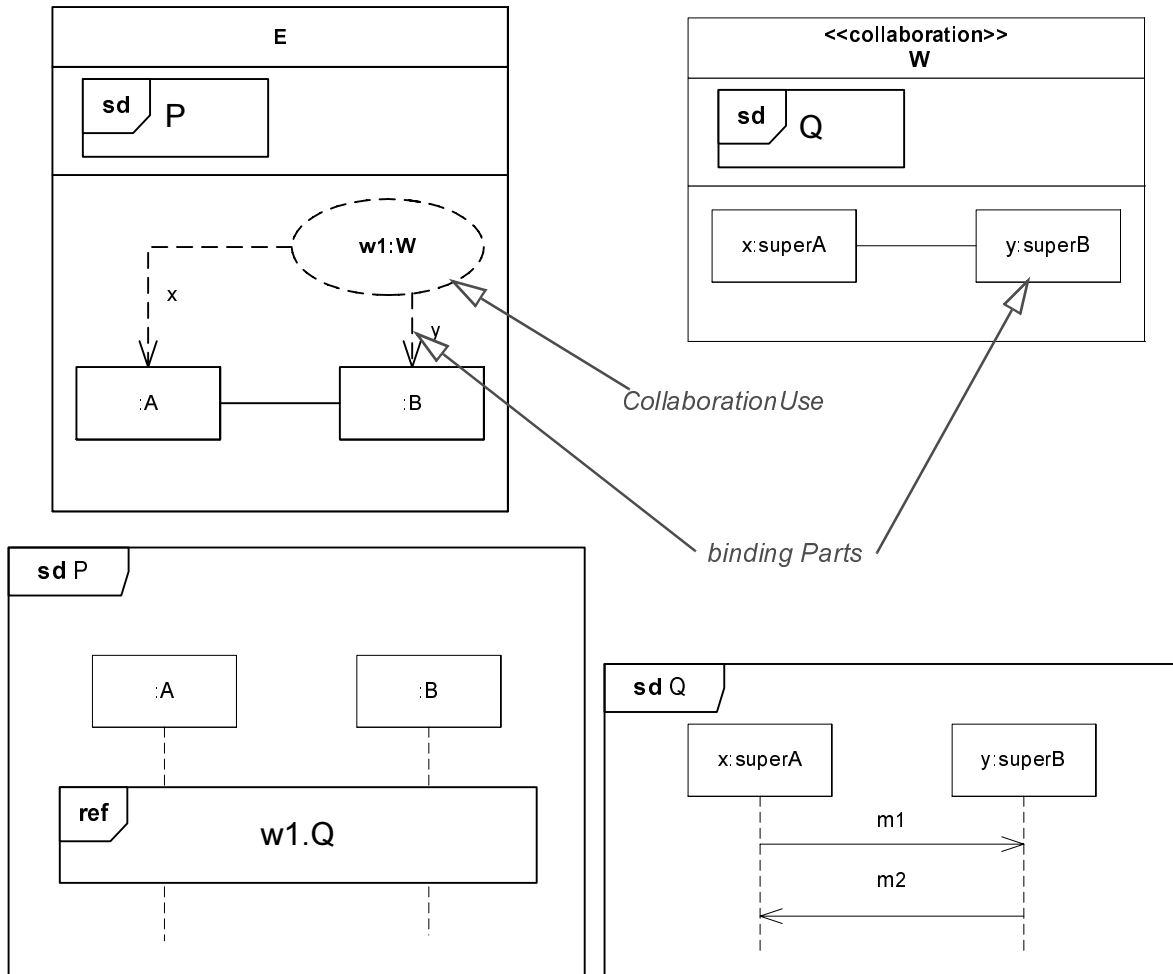 E
sd P
w1:W
x
y
:A
:B
<<collaboration>>
W
sd Q
x:superA
y:superB
CollaborationUse
binding Parts
sd P
:A
:B
ref
w1.Q
sd Q
x:superA
y:superB
m1
m2